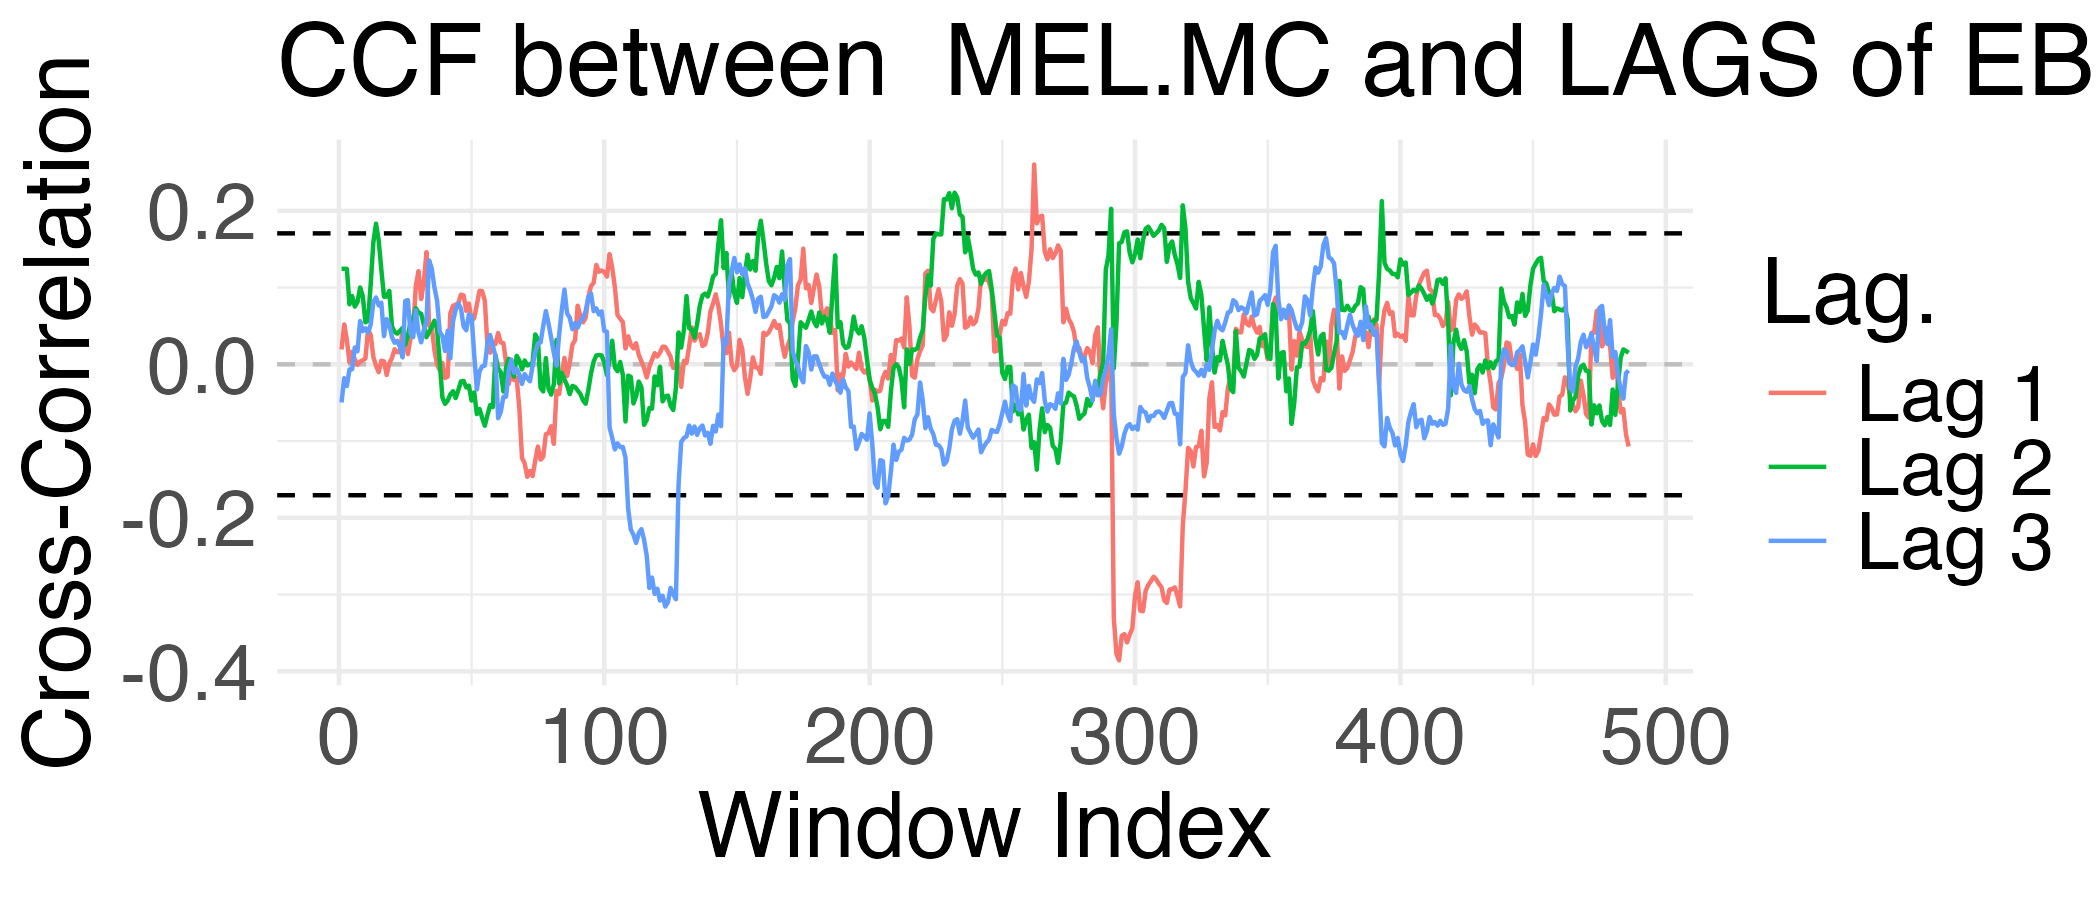 CCF between  MEL.MC and LAGS of EB
Cross-Correlation
0.2
0.0
-0.2
-0.4
0 100 200 300 400 500
Window Index
Lag.
Lag 1
Lag 2
Lag 3